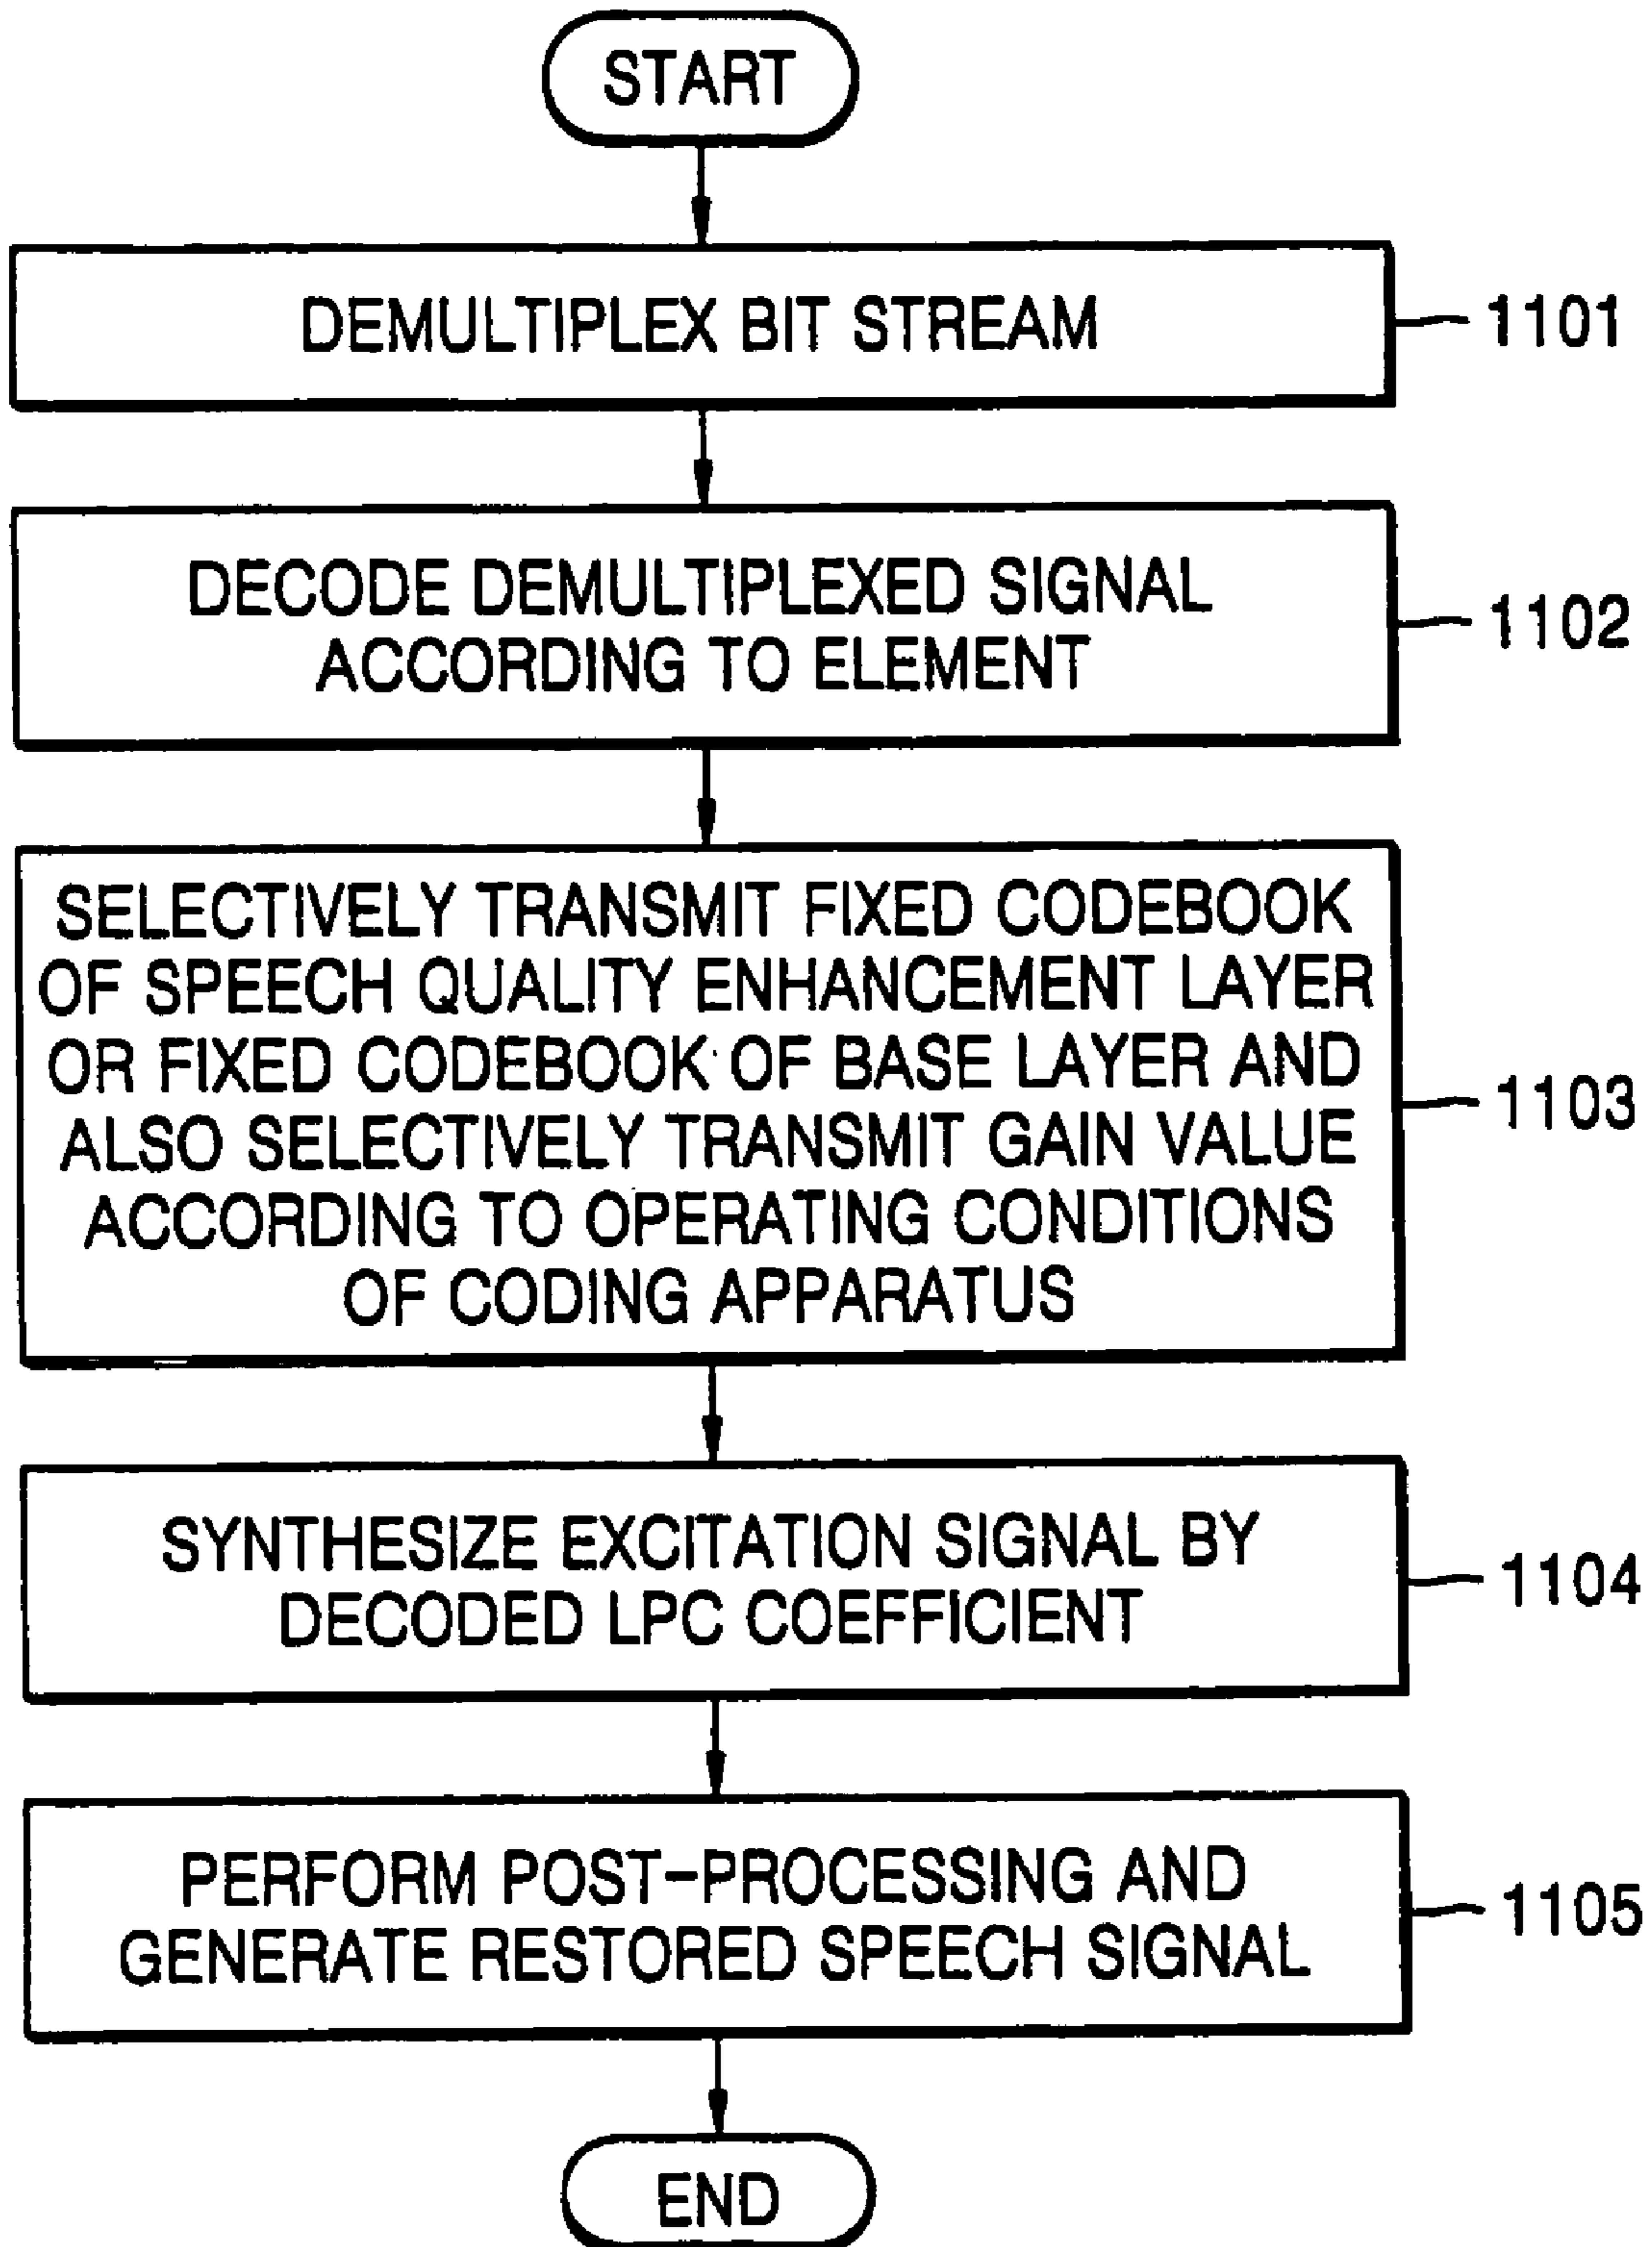 START
DEMULTIPLEX BIT STREAM
1101
DECODE DEMULTIPLEXED SIGNAL
ACCORDING TO ELEMENT
1102
SELECTIVELY TRANSMIT FIXED CODEBOOK
OF SPEECH QUALITY ENHANCEMENT LAYER
OR FIXED CODEBOOK OF BASE LAYER AND
ALSO SELECTIVELY TRANSMIT GAIN VALUE
ACCORDING TO OPERATING CONDITIONS
OF CODING APPARATUS
1103
SYNTHESIZE EXCITATION SIGNAL BY
DECODED LPC COEFFICIENT
1104
PERFORM POST-PROCESSING AND
GENERATE RESTORED SPEECH SIGNAL
1105
END